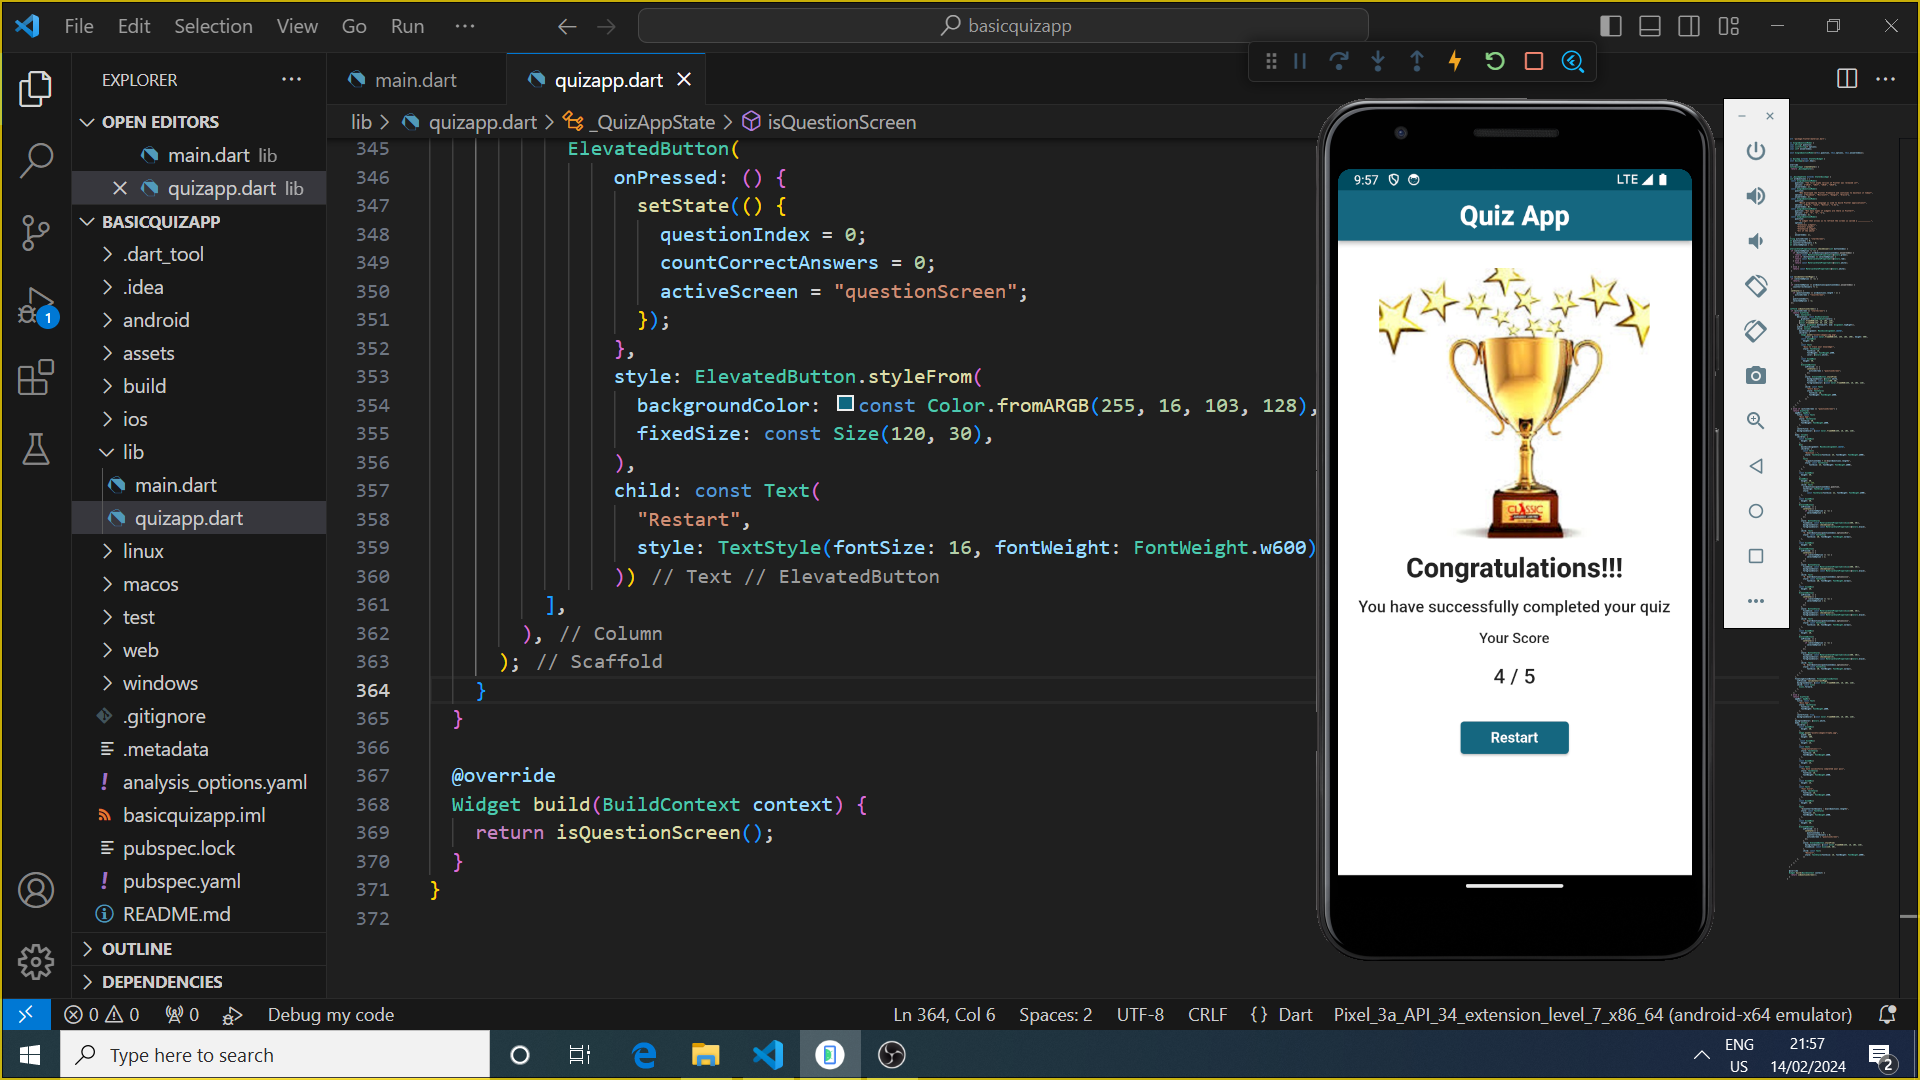 File Edit Selection View Go Run ···
basicquizapp
EXPLORER
OPEN EDITORS
main.dart lib
quizapp.dart lib
BASICQUIZAPP
.dart_tool
.idea
android
assets
build
ios
lib
main.dart
quizapp.dart
linux
macos
test
web
windows
.gitignore
.metadata
analysis_options.yaml
basicquizapp.iml
pubspec.lock
pubspec.yaml
README.md
OUTLINE
DEPENDENCIES
1
main.dart
quizapp.dart
lib > quizapp.dart > _QuizAppState > isQuestionScreen
345 ElevatedButton(
346 onPressed: () {
347 setState(() {
348 questionIndex = 0;
349 countCorrectAnswers = 0;
350 activeScreen = "questionScreen";
351 });
352 },
353 style: ElevatedButton.styleFrom(
354 backgroundColor: const Color.fromARGB(255, 16, 103, 128),
355 fixedSize: const Size(120, 30),
356 ),
357 child: const Text(
358 "Restart",
359 style: TextStyle(fontSize: 16, fontWeight: FontWeight.w600)
360 )) // Text // ElevatedButton
361 ],
362 ), // Column
363 ); // Scaffold
364 }
365 }
366
367 @override
368 Widget build(BuildContext context) {
369 return isQuestionScreen();
370 }
371 }
372
9:57 LTE
Quiz App
CLASSIC
Congratulations!!!
You have successfully completed your quiz
Your Score
4 / 5
Restart
0 0 0 Debug my code
Ln 364, Col 6 Spaces: 2 UTF-8 CRLF {} Dart Pixel_3a_API_34_extension_level_7_x86_64 (android-x64 emulator)
Type here to search
ENG
US
21:57
14/02/2024
2